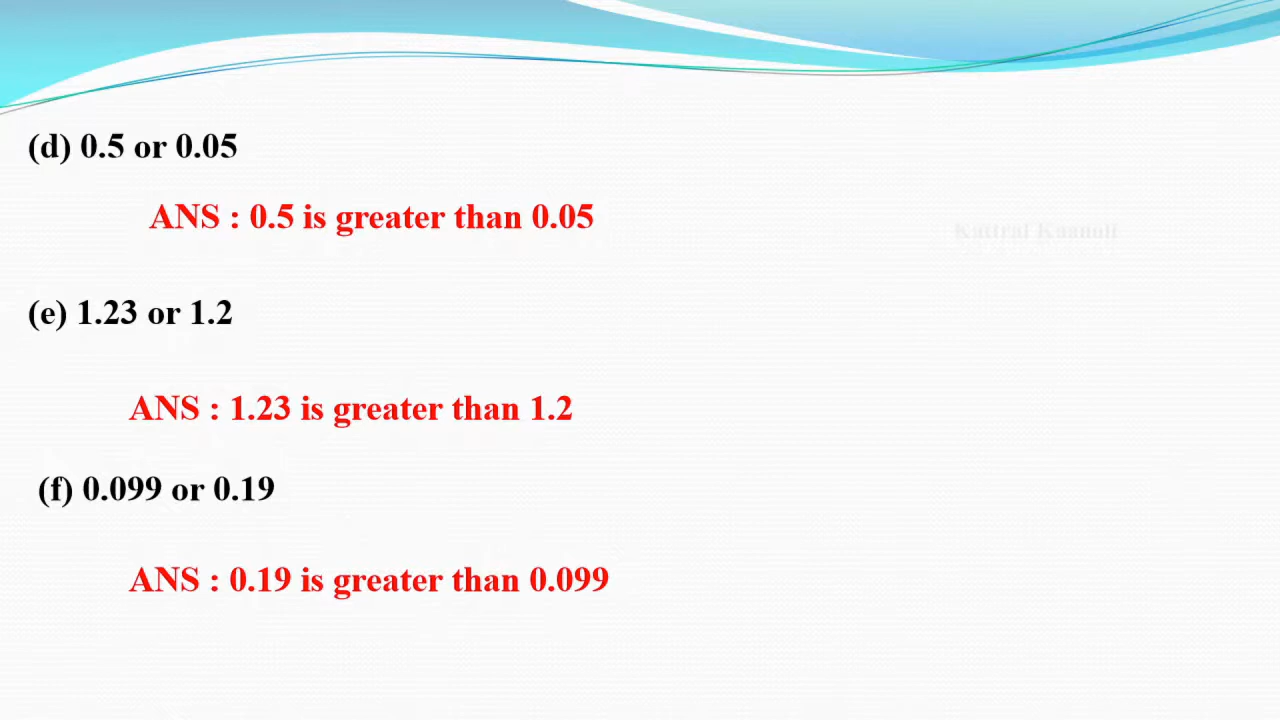 (d) 0.5 or 0.05
ANS : 0.5 is greater than 0.05
Kattral Kaanoli
(e) 1.23 or 1.2
ANS : 1.23 is greater than 1.2
(f) 0.099 or 0.19
ANS : 0.19 is greater than 0.099